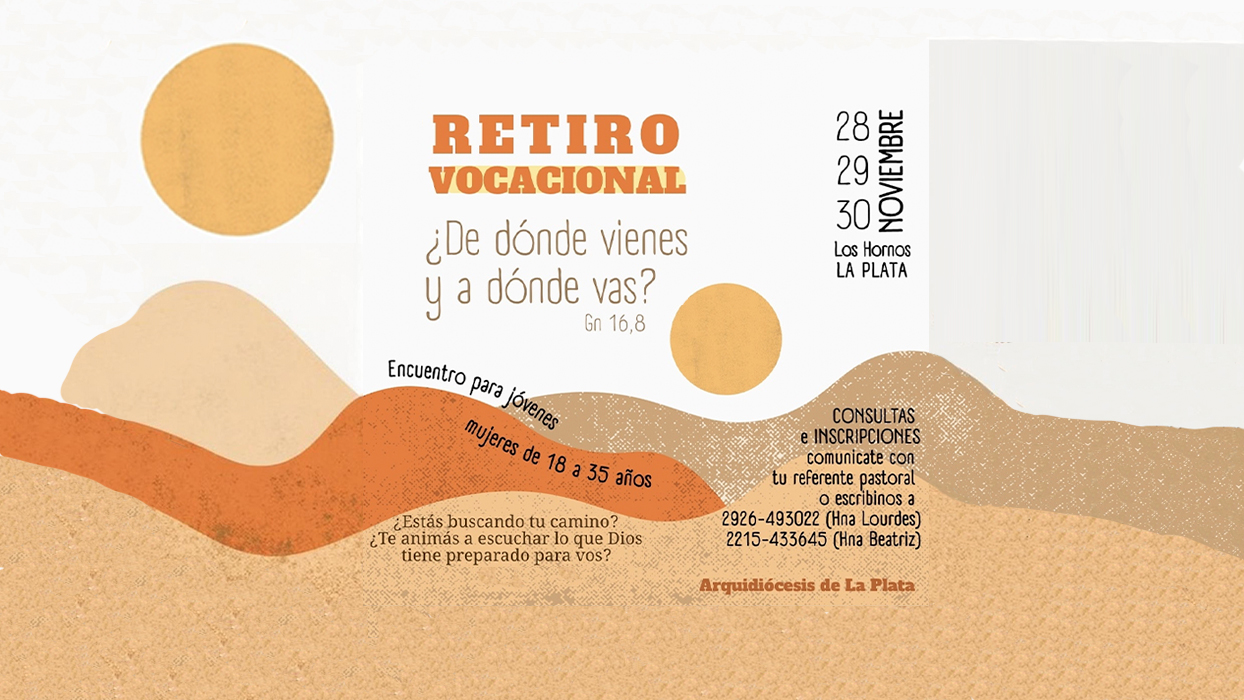 RETIRO
VOCACIONAL
¿De dónde vienes
y a dónde vas?
Gn 16,8
28
29
30
NOVIEMBRE
Los Hornos
LA PLATA
Encuentro para jóvenes
mujeres de 18 a 35 años
¿Estás buscando tu camino?
¿Te animás a escuchar lo que Dios
tiene preparado para vos?
CONSULTAS
e INSCRIPCIONES
comunicate con
tu referente pastoral
o escribinos a
2926-493022 (Hna Lourdes)
2215-433645 (Hna Beatriz)
Arquidiócesis de La Plata